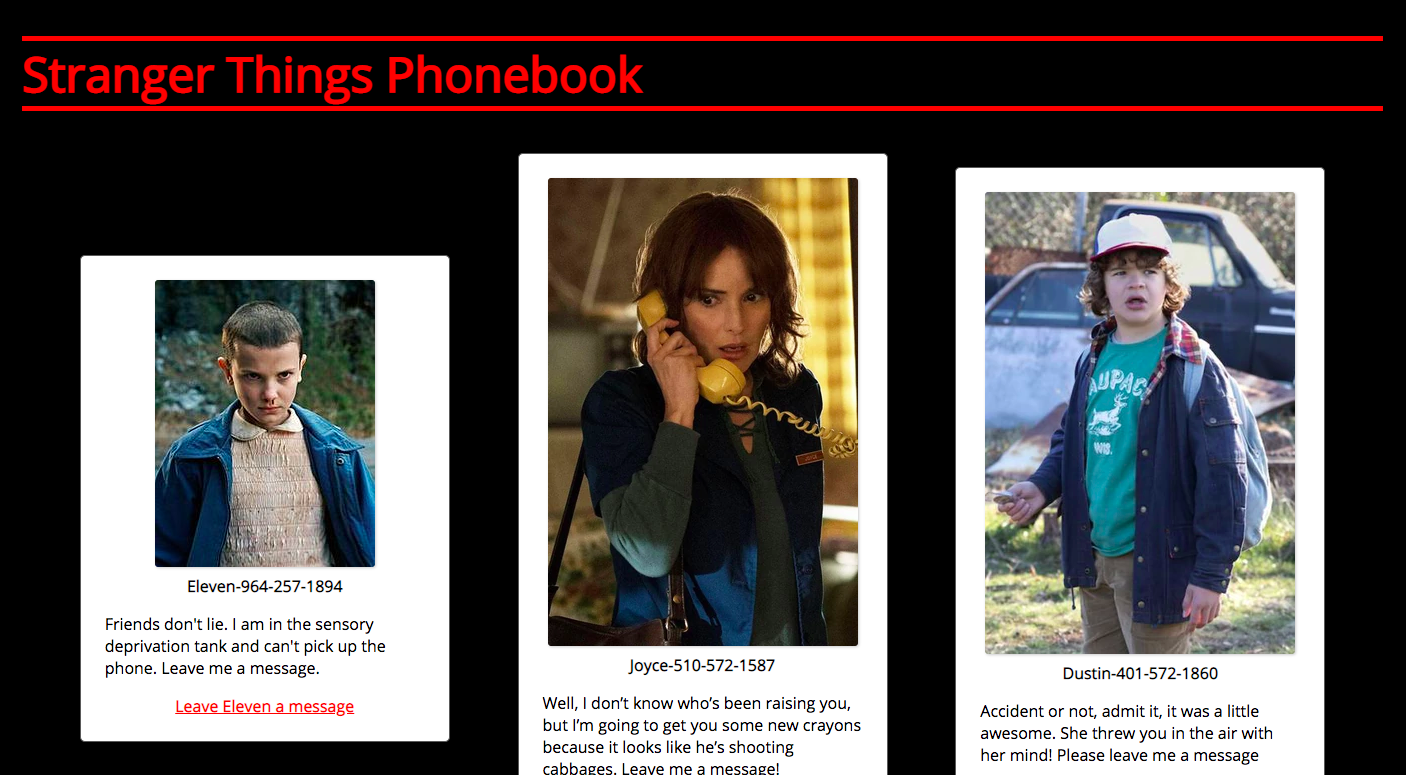 Stranger Things Phonebook
Eleven-964-257-1894
Friends don't lie. I am in the sensory
deprivation tank and can't pick up the
phone. Leave me a message.
Leave Eleven a message
JOYCE
Joyce-510-572-1587
Well, I don’t know who’s been raising you,
but I’m going to get you some new crayons
because it looks like he’s shooting
cabbages. Leave me a message!
AUPAC
WIS.
Dustin-401-572-1860
Accident or not, admit it, it was a little
awesome. She threw you in the air with
her mind! Please leave me a message